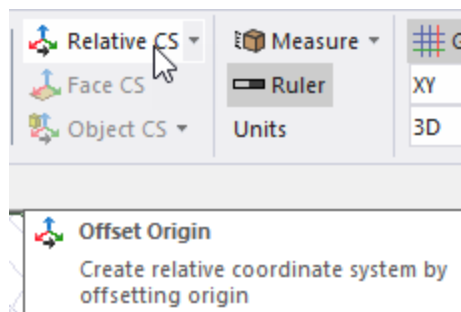 Relative CS
Measure
Face CS
Ruler
XY
Object CS
Units
3D
Offset Origin
Create relative coordinate system by
offsetting origin